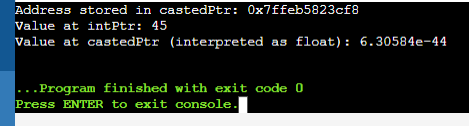 Address stored in castedPtr: 0x7ffeb5823cf8
Value at intPtr: 45
Value at castedPtr (interpreted as float): 6.30584e-44
...Program finished with exit code 0
Press ENTER to exit console.